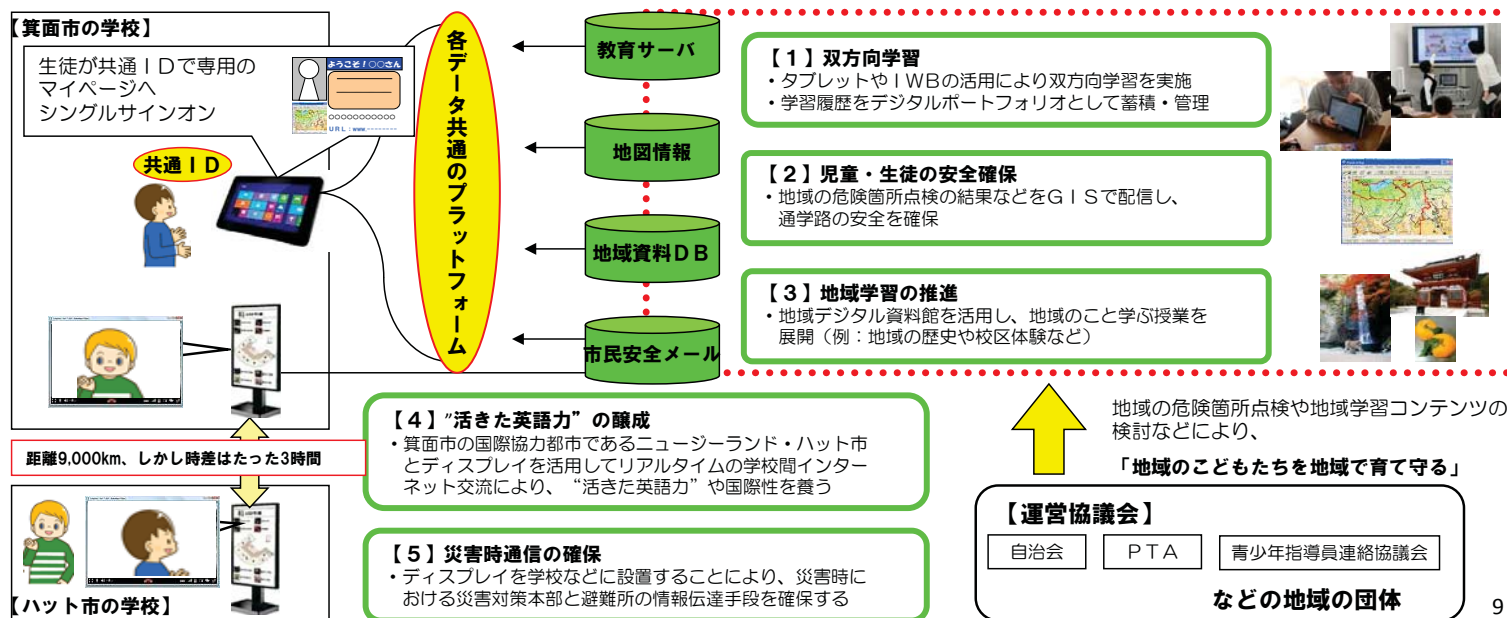 【箕面市の学校】
生徒が共通ＩＤで専用の
マイページへ
シングルサインオン
ようこそ！○○さん
○○○○○○○○○○○
ＵＲＬ：www.---------
共通ＩＤ
各データ共通のプラットフォーム
教育サーバ
地図情報
地域資料ＤＢ
市民安全メール
【１】双方向学習
・タブレットやＩＷＢの活用により双方向学習を実施
・学習履歴をデジタルポートフォリオとして蓄積・管理
【２】児童・生徒の安全確保
・地域の危険箇所点検の結果などをＧＩＳで配信し、
通学路の安全を確保
【３】地域学習の推進
・地域デジタル資料館を活用し、地域のこと学ぶ授業を
展開（例：地域の歴史や校区体験など）
距離9,000km、しかし時差はたった3時間
【ハット市の学校】
【４】”活きた英語力”の醸成
・箕面市の国際協力都市であるニュージーランド・ハット市
とディスプレイを活用してリアルタイムの学校間インター
ネット交流により、“活きた英語力”や国際性を養う
【５】災害時通信の確保
・ディスプレイを学校などに設置することにより、災害時に
おける災害対策本部と避難所の情報伝達手段を確保する
地域の危険箇所点検や地域学習コンテンツの
検討などにより、
「地域のこどもたちを地域で育て守る」
【運営協議会】
自治会
ＰＴＡ
青少年指導員連絡協議会
などの地域の団体
9